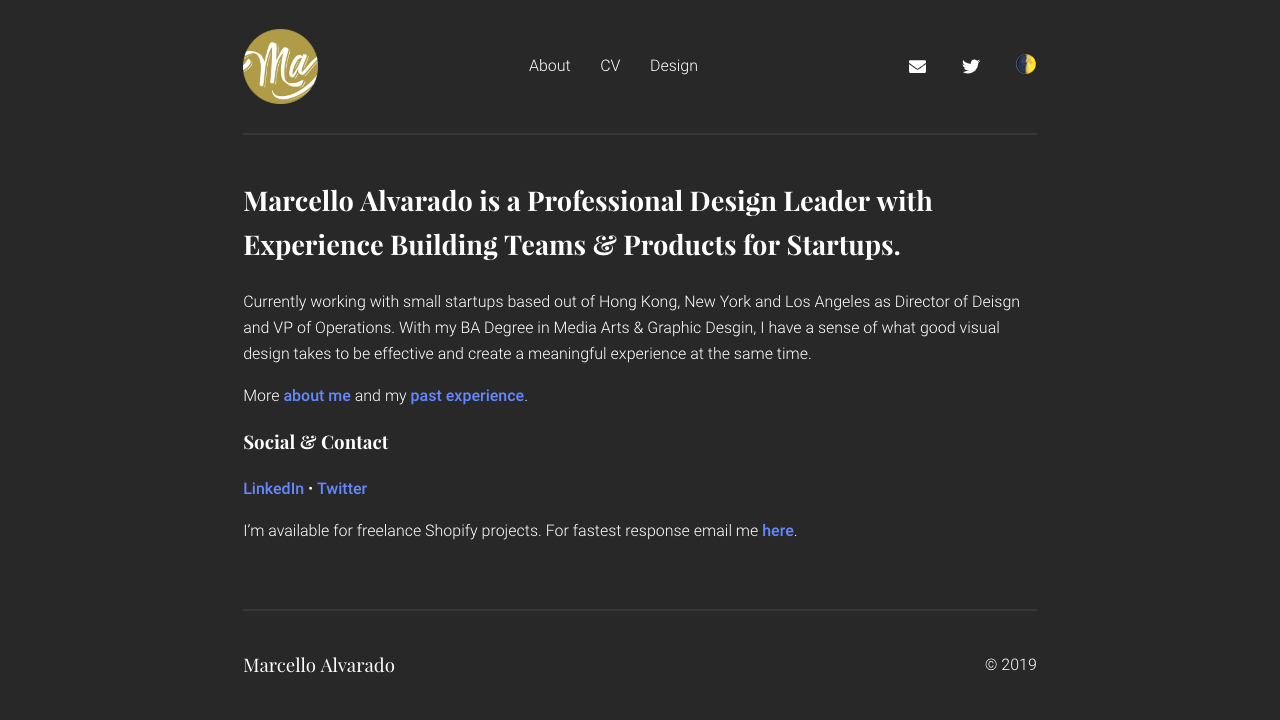 Ma
About CV Design
Marcello Alvarado is a Professional Design Leader with
Experience Building Teams & Products for Startups.
Currently working with small startups based out of Hong Kong, New York and Los Angeles as Director of Deisgn
and VP of Operations. With my BA Degree in Media Arts & Graphic Desgin, I have a sense of what good visual
design takes to be effective and create a meaningful experience at the same time.
More about me and my past experience.
Social & Contact
LinkedIn • Twitter
I’m available for freelance Shopify projects. For fastest response email me here.
Marcello Alvarado © 2019